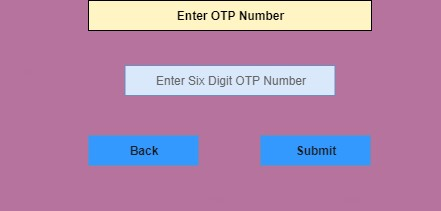 Enter OTP Number
Enter Six Digit OTP Number
Back Submit